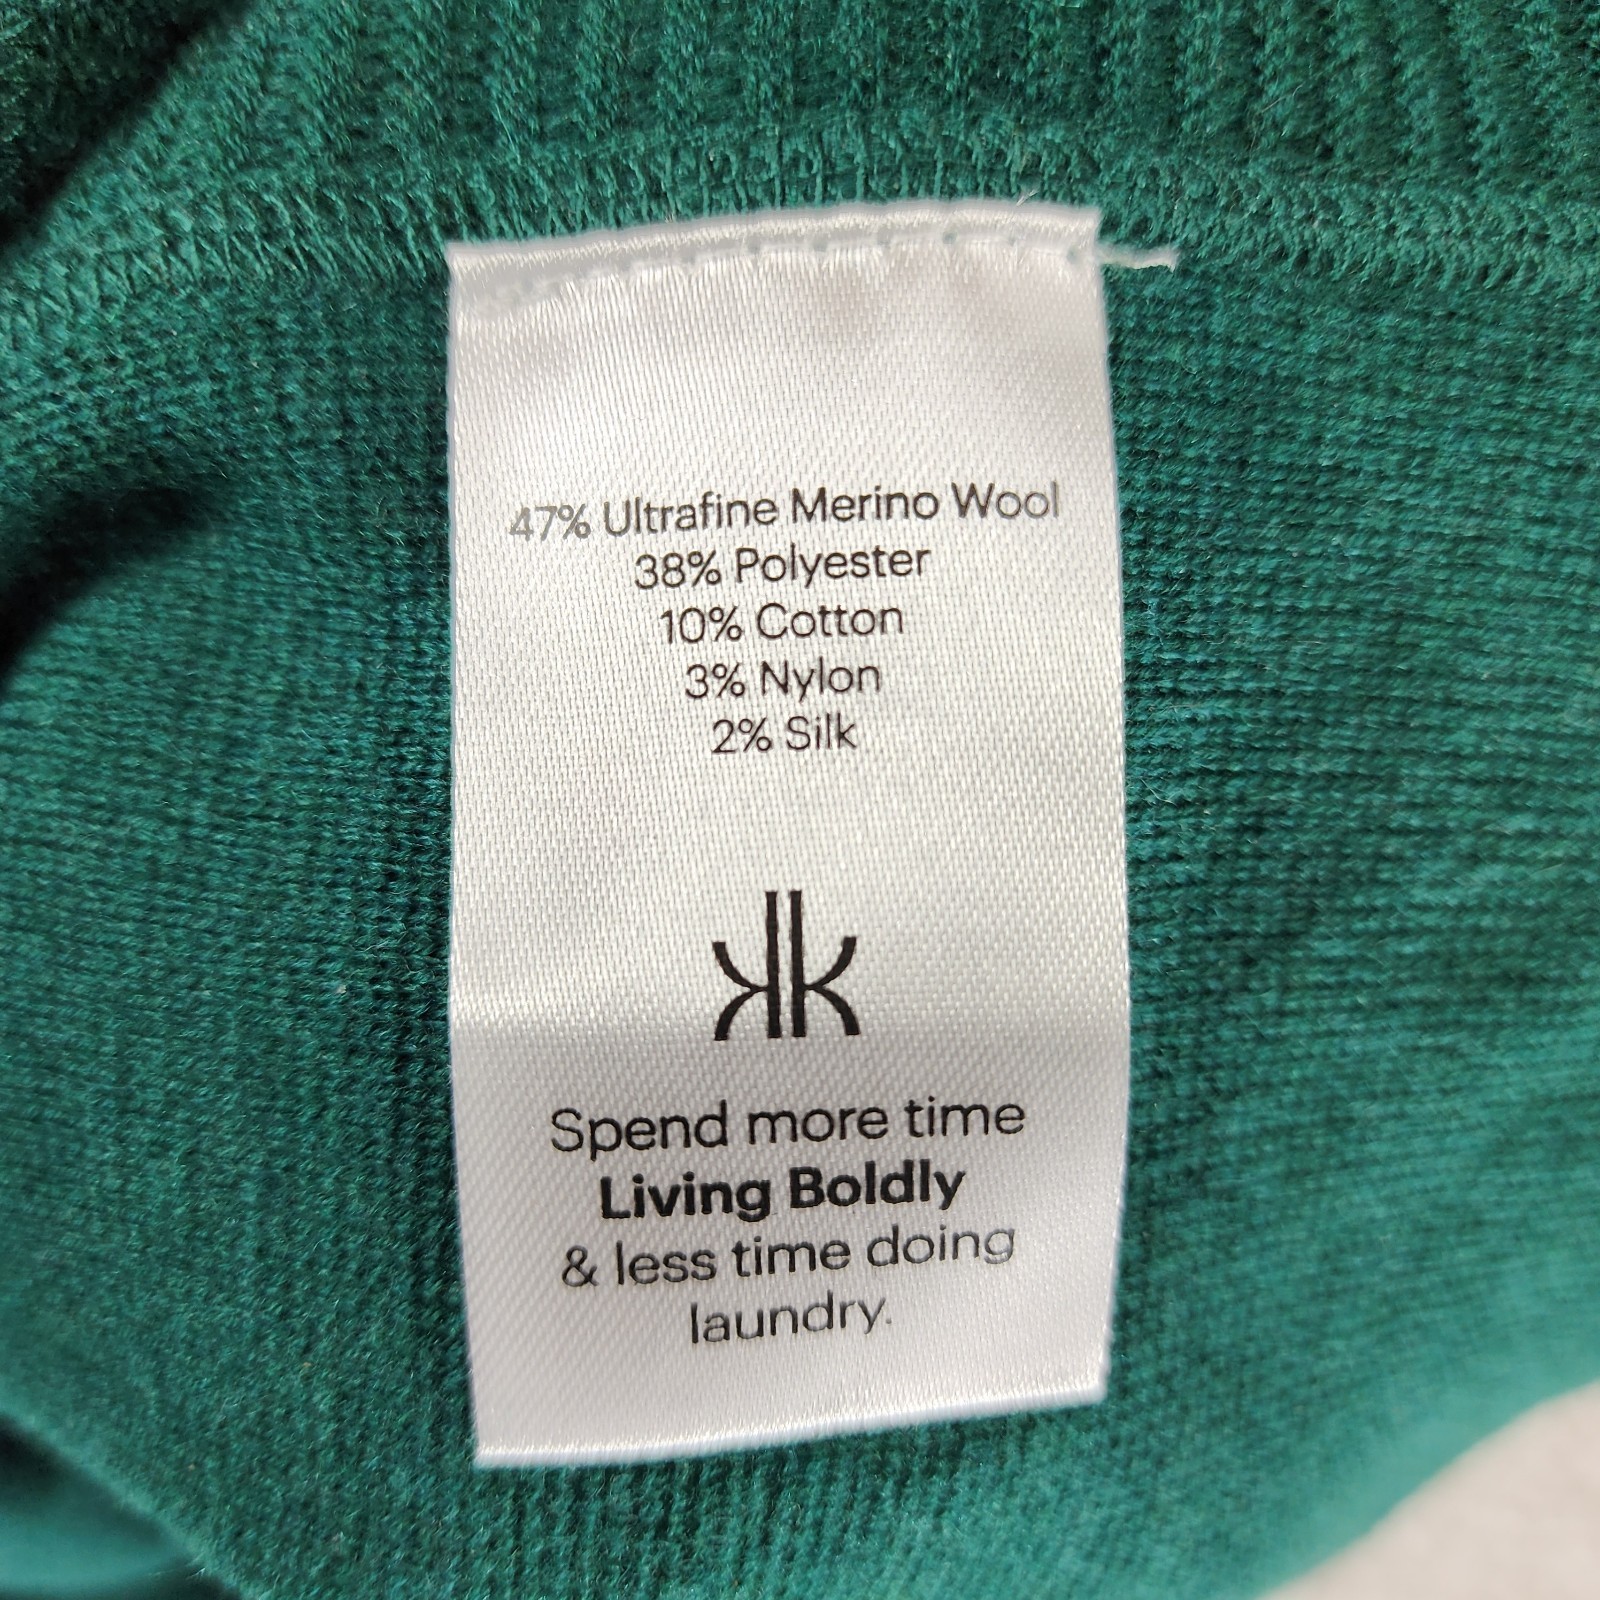 47% Ultrafine Merino Wool
38% Polyester
10% Cotton
3% Nylon
2% Silk
kk
Spend more time
Living Boldly
& less time doing
laundry.